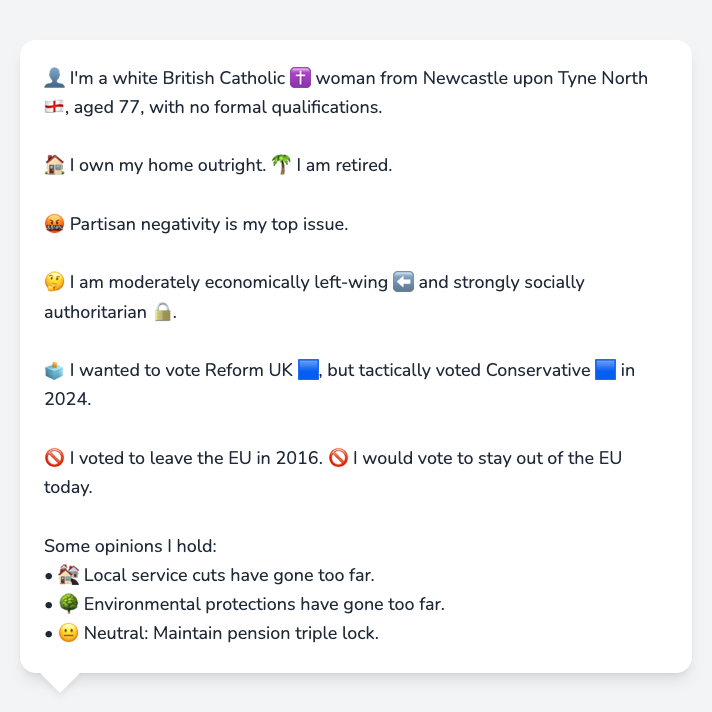 👤 I'm a white British Catholic ✝️ woman from Newcastle upon Tyne North
🏴󠁧󠁢󠁥󠁮󠁧󠁿, aged 77, with no formal qualifications.
🏠 I own my home outright. 🌴 I am retired.
🤬 Partisan negativity is my top issue.
🤔 I am moderately economically left-wing ⬅️ and strongly socially
authoritarian 🔒.
🗳️ I wanted to vote Reform UK 🟦, but tactically voted Conservative 🟦 in
2024.
🚫 I voted to leave the EU in 2016. 🚫 I would vote to stay out of the EU
today.
Some opinions I hold:
• 🏚️ Local service cuts have gone too far.
• 🌳 Environmental protections have gone too far.
• 😐 Neutral: Maintain pension triple lock.